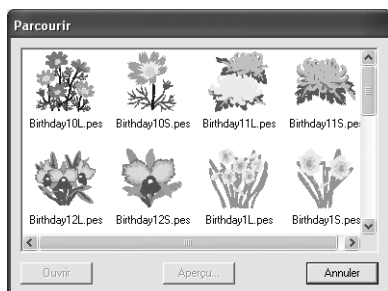 Parcourir
Birthday10L.pes Birthday10S.pes Birthday11L.pes Birthday11S.pes
Birthday12L.pes Birthday12S.pes Birthday1L.pes Birthday1S.pes
Ouvrir Aperçu... Annuler